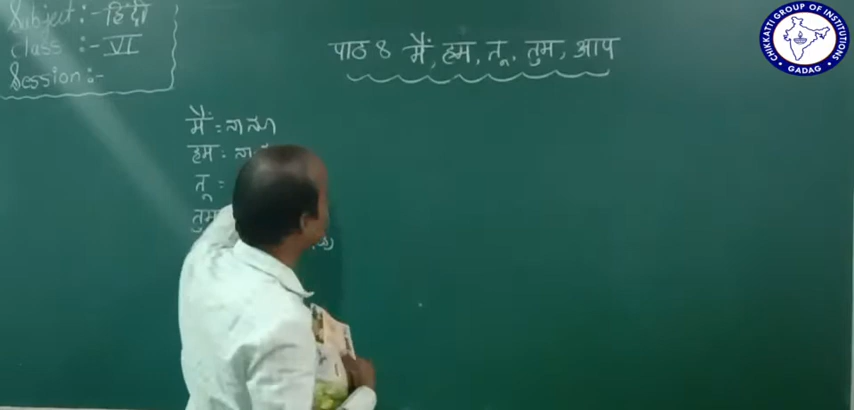 Subject:- हिंदी
Class :- VI
Session:-
पाठ 8 मैं, हम, तू, तुम, आप
मैं = ನಾನು
हम :
तू =
तुम
CHIKKATTI GROUP OF INSTITUTIONS
GADAG